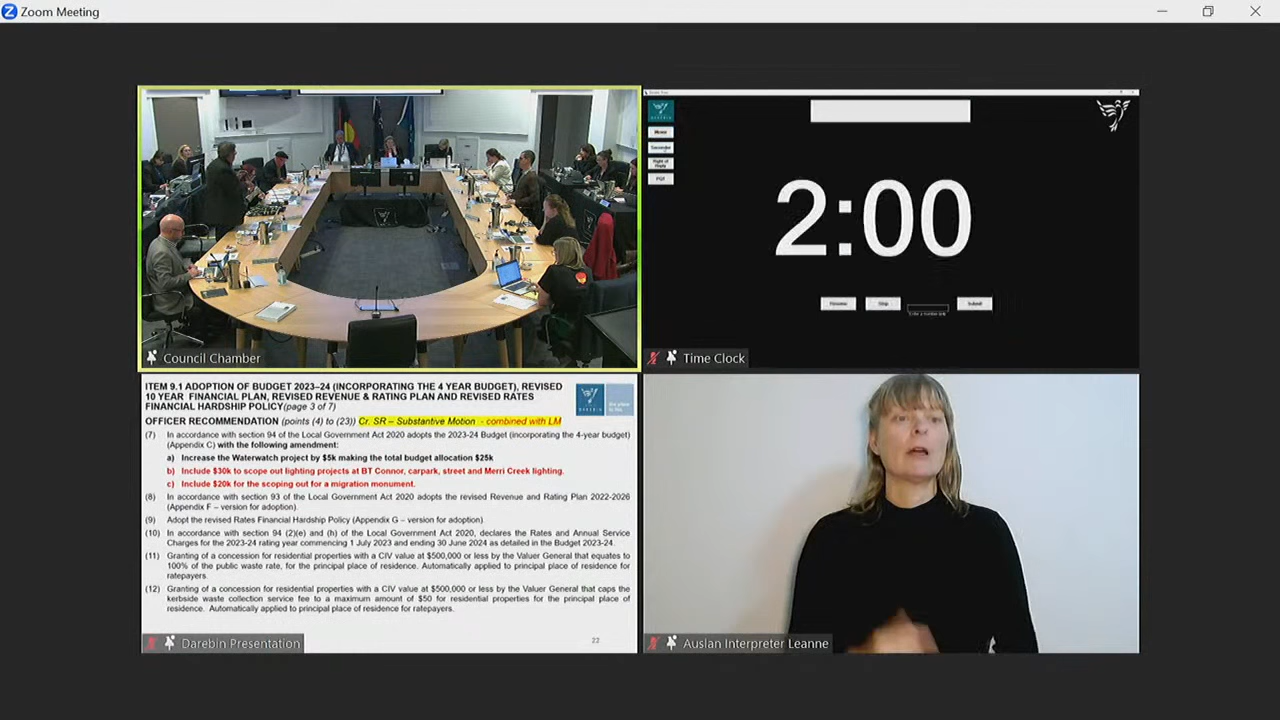 Zoom Meeting
Council Chamber
DAREBIN
Home
Seconder
Right of
Reply
2:00
Resume
Stop
Submit
Time Clock
ITEM 9.1 ADOPTION OF BUDGET 2023–24 (INCORPORATING THE 4 YEAR BUDGET), REVISED
10 YEAR FINANCIAL PLAN, REVISED REVENUE & RATING PLAN AND REVISED RATES
FINANCIAL HARDSHIP POLICY(page 3 of 7)
DAREBIN
the place
to live
OFFICER RECOMMENDATION (points (4) to (23)) Cr. SR – Substantive Motion - combined with LM
(7) In accordance with section 94 of the Local Government Act 2020 adopts the 2023-24 Budget (incorporating the 4-year budget)
(Appendix C) with the following amendment:
a) Increase the Waterwatch project by $5k making the total budget allocation $25k
b) Include $30k to scope out lighting projects at BT Connor, carpark, street and Merri Creek lighting.
c) Include $20k for the scoping out for a migration monument.
(8) In accordance with section 93 of the Local Government Act 2020 adopts the revised Revenue and Rating Plan 2022-2026
(Appendix F – version for adoption).
(9) Adopt the revised Rates Financial Hardship Policy (Appendix G – version for adoption)
(10) In accordance with section 94 (2)(e) and (h) of the Local Government Act 2020, declares the Rates and Annual Service
Charges for the 2023-24 rating year commencing 1 July 2023 and ending 30 June 2024 as detailed in the Budget 2023-24.
(11) Granting of a concession for residential properties with a CIV value at $500,000 or less by the Valuer General that equates to
100% of the public waste rate, for the principal place of residence. Automatically applied to principal place of residence for
ratepayers.
(12) Granting of a concession for residential properties with a CIV value at $500,000 or less by the Valuer General that caps the
kerbside waste collection service fee to a maximum amount of $50 for residential properties for the principal place of
residence. Automatically applied to principal place of residence for ratepayers.
22
Darebin Presentation
Auslan Interpreter Leanne